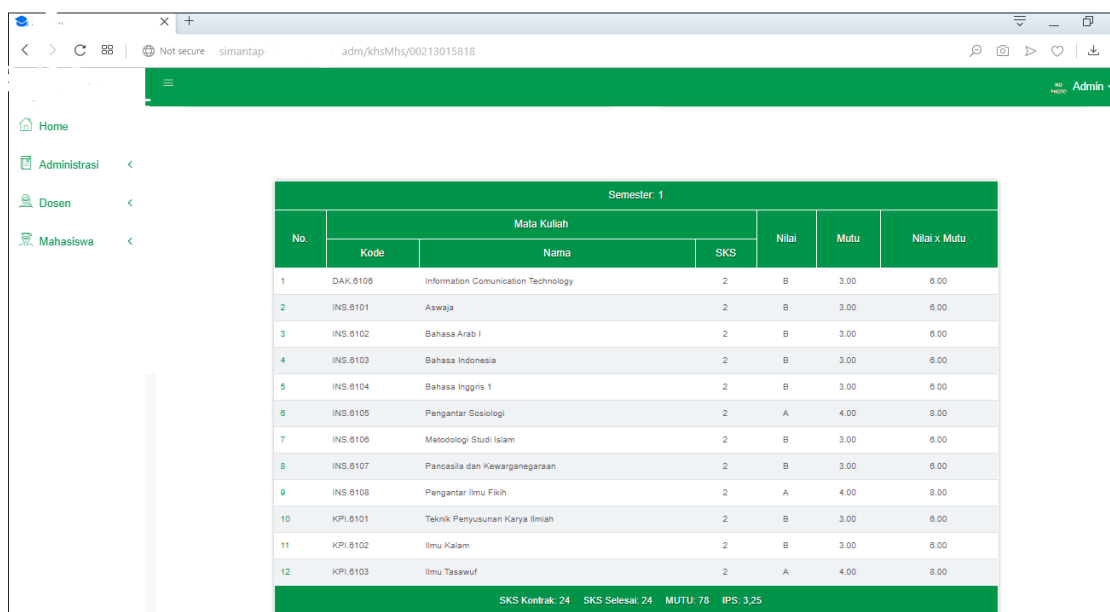 Not secure simantap- adm/khsMhs/00213015818
NO PHOTO Admin
Home
Administrasi
Dosen
Mahasiswa
Semester: 1
No. Mata Kuliah Nilai Mutu Nilai x Mutu
Kode Nama SKS
1 DAK.6106 Information Comunication Technology 2 B 3.00 6.00
2 INS.6101 Aswaja 2 B 3.00 6.00
3 INS.6102 Bahasa Arab I 2 B 3.00 6.00
4 INS.6103 Bahasa Indonesia 2 B 3.00 6.00
5 INS.6104 Bahasa Inggris 1 2 B 3.00 6.00
6 INS.6105 Pengantar Sosiologi 2 A 4.00 8.00
7 INS.6106 Metodologi Studi Islam 2 B 3.00 6.00
8 INS.6107 Pancasila dan Kewarganegaraan 2 B 3.00 6.00
9 INS.6108 Pengantar Ilmu Fikih 2 A 4.00 8.00
10 KPI.6101 Teknik Penyusunan Karya Ilmiah 2 B 3.00 6.00
11 KPI.6102 Ilmu Kalam 2 B 3.00 6.00
12 KPI.6103 Ilmu Tasawuf 2 A 4.00 8.00
SKS Kontrak: 24 SKS Selesai: 24 MUTU: 78 IPS: 3,25